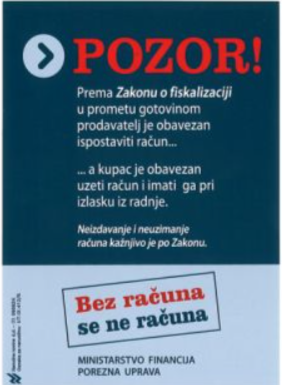 POZOR!
Prema Zakonu o fiskalizaciji
u prometu gotovinom
prodavatelj je obavezan
ispostaviti račun...
... a kupac je obavezan
uzeti račun i imati ga pri
izlasku iz radnje.
Neizdavanje i neuzimanje
računa kažnjivo je po Zakonu.
Bez računa
se ne računa
MINISTARSTVO FINANCIJA
POREZNA UPRAVA